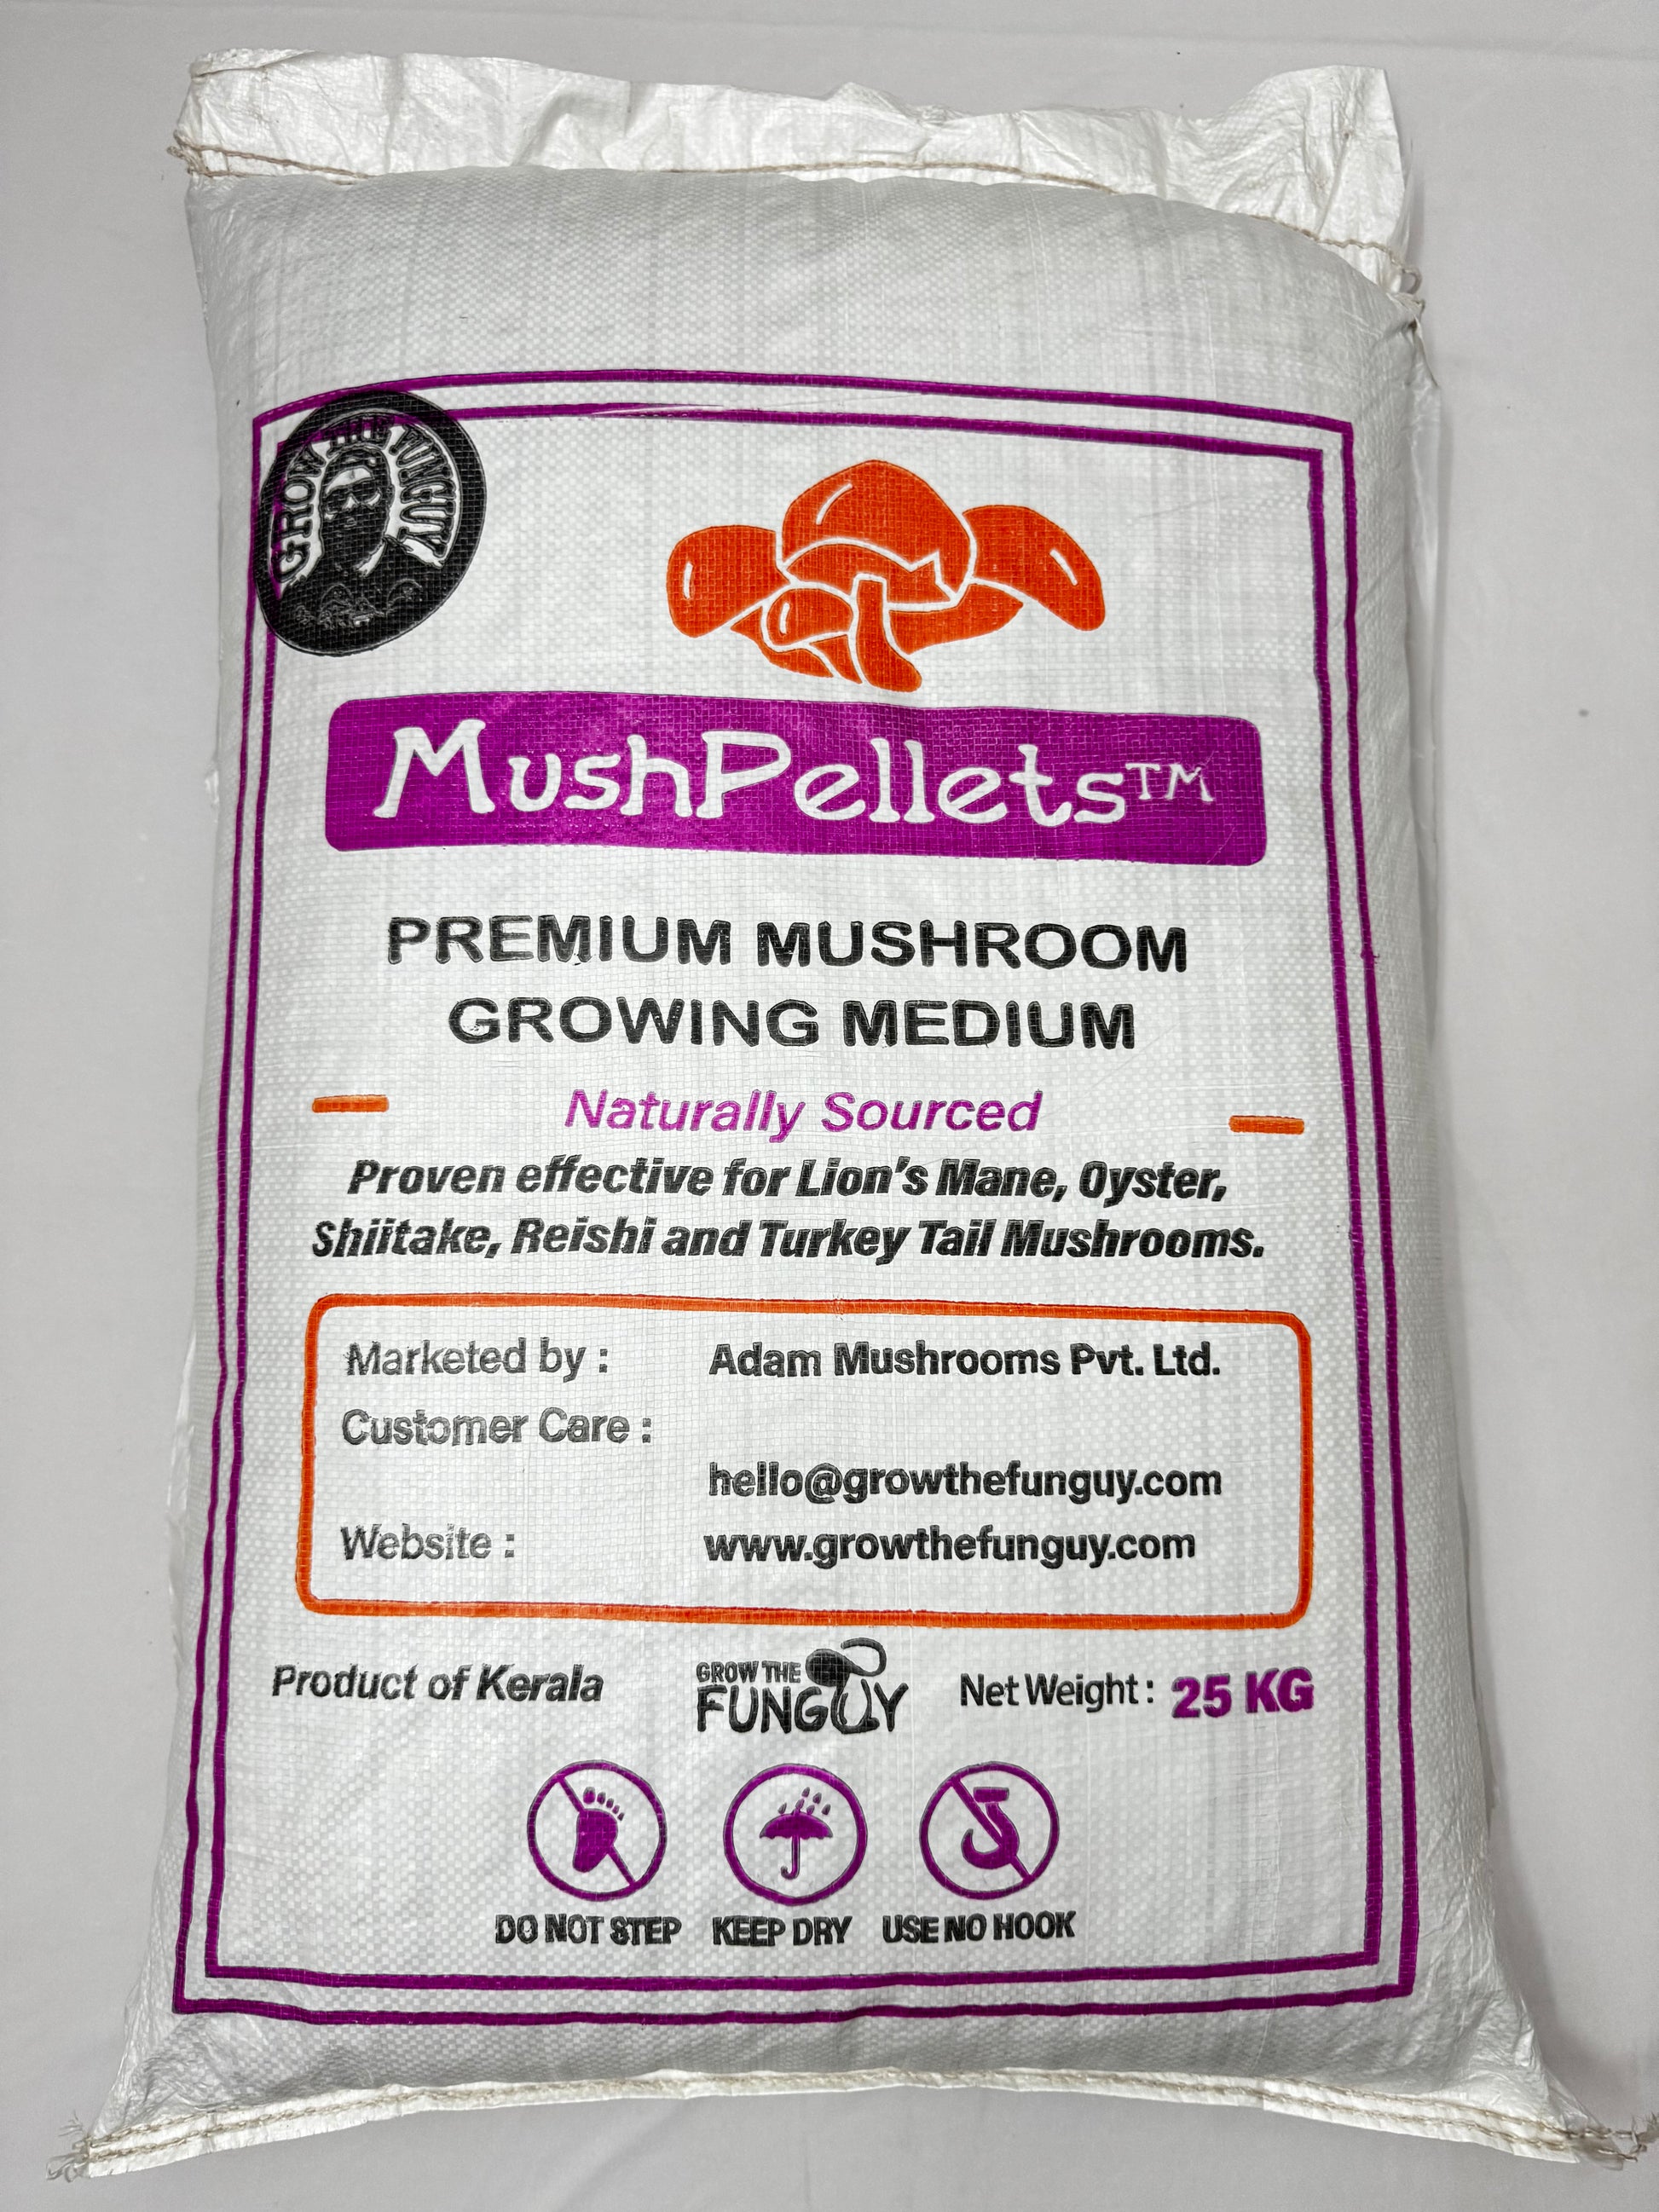 GROW THE FUNGUY
MushPellets™
PREMIUM MUSHROOM
GROWING MEDIUM
Naturally Sourced
Proven effective for Lion's Mane, Oyster,
Shiitake, Reishi and Turkey Tail Mushrooms.
Marketed by : Adam Mushrooms Pvt. Ltd.
Customer Care :
hello@growthefunguy.com
Website : www.growthefunguy.com
Product of Kerala
GROW THE
FUNGUY
Net Weight : 25 KG
DO NOT STEP KEEP DRY USE NO HOOK